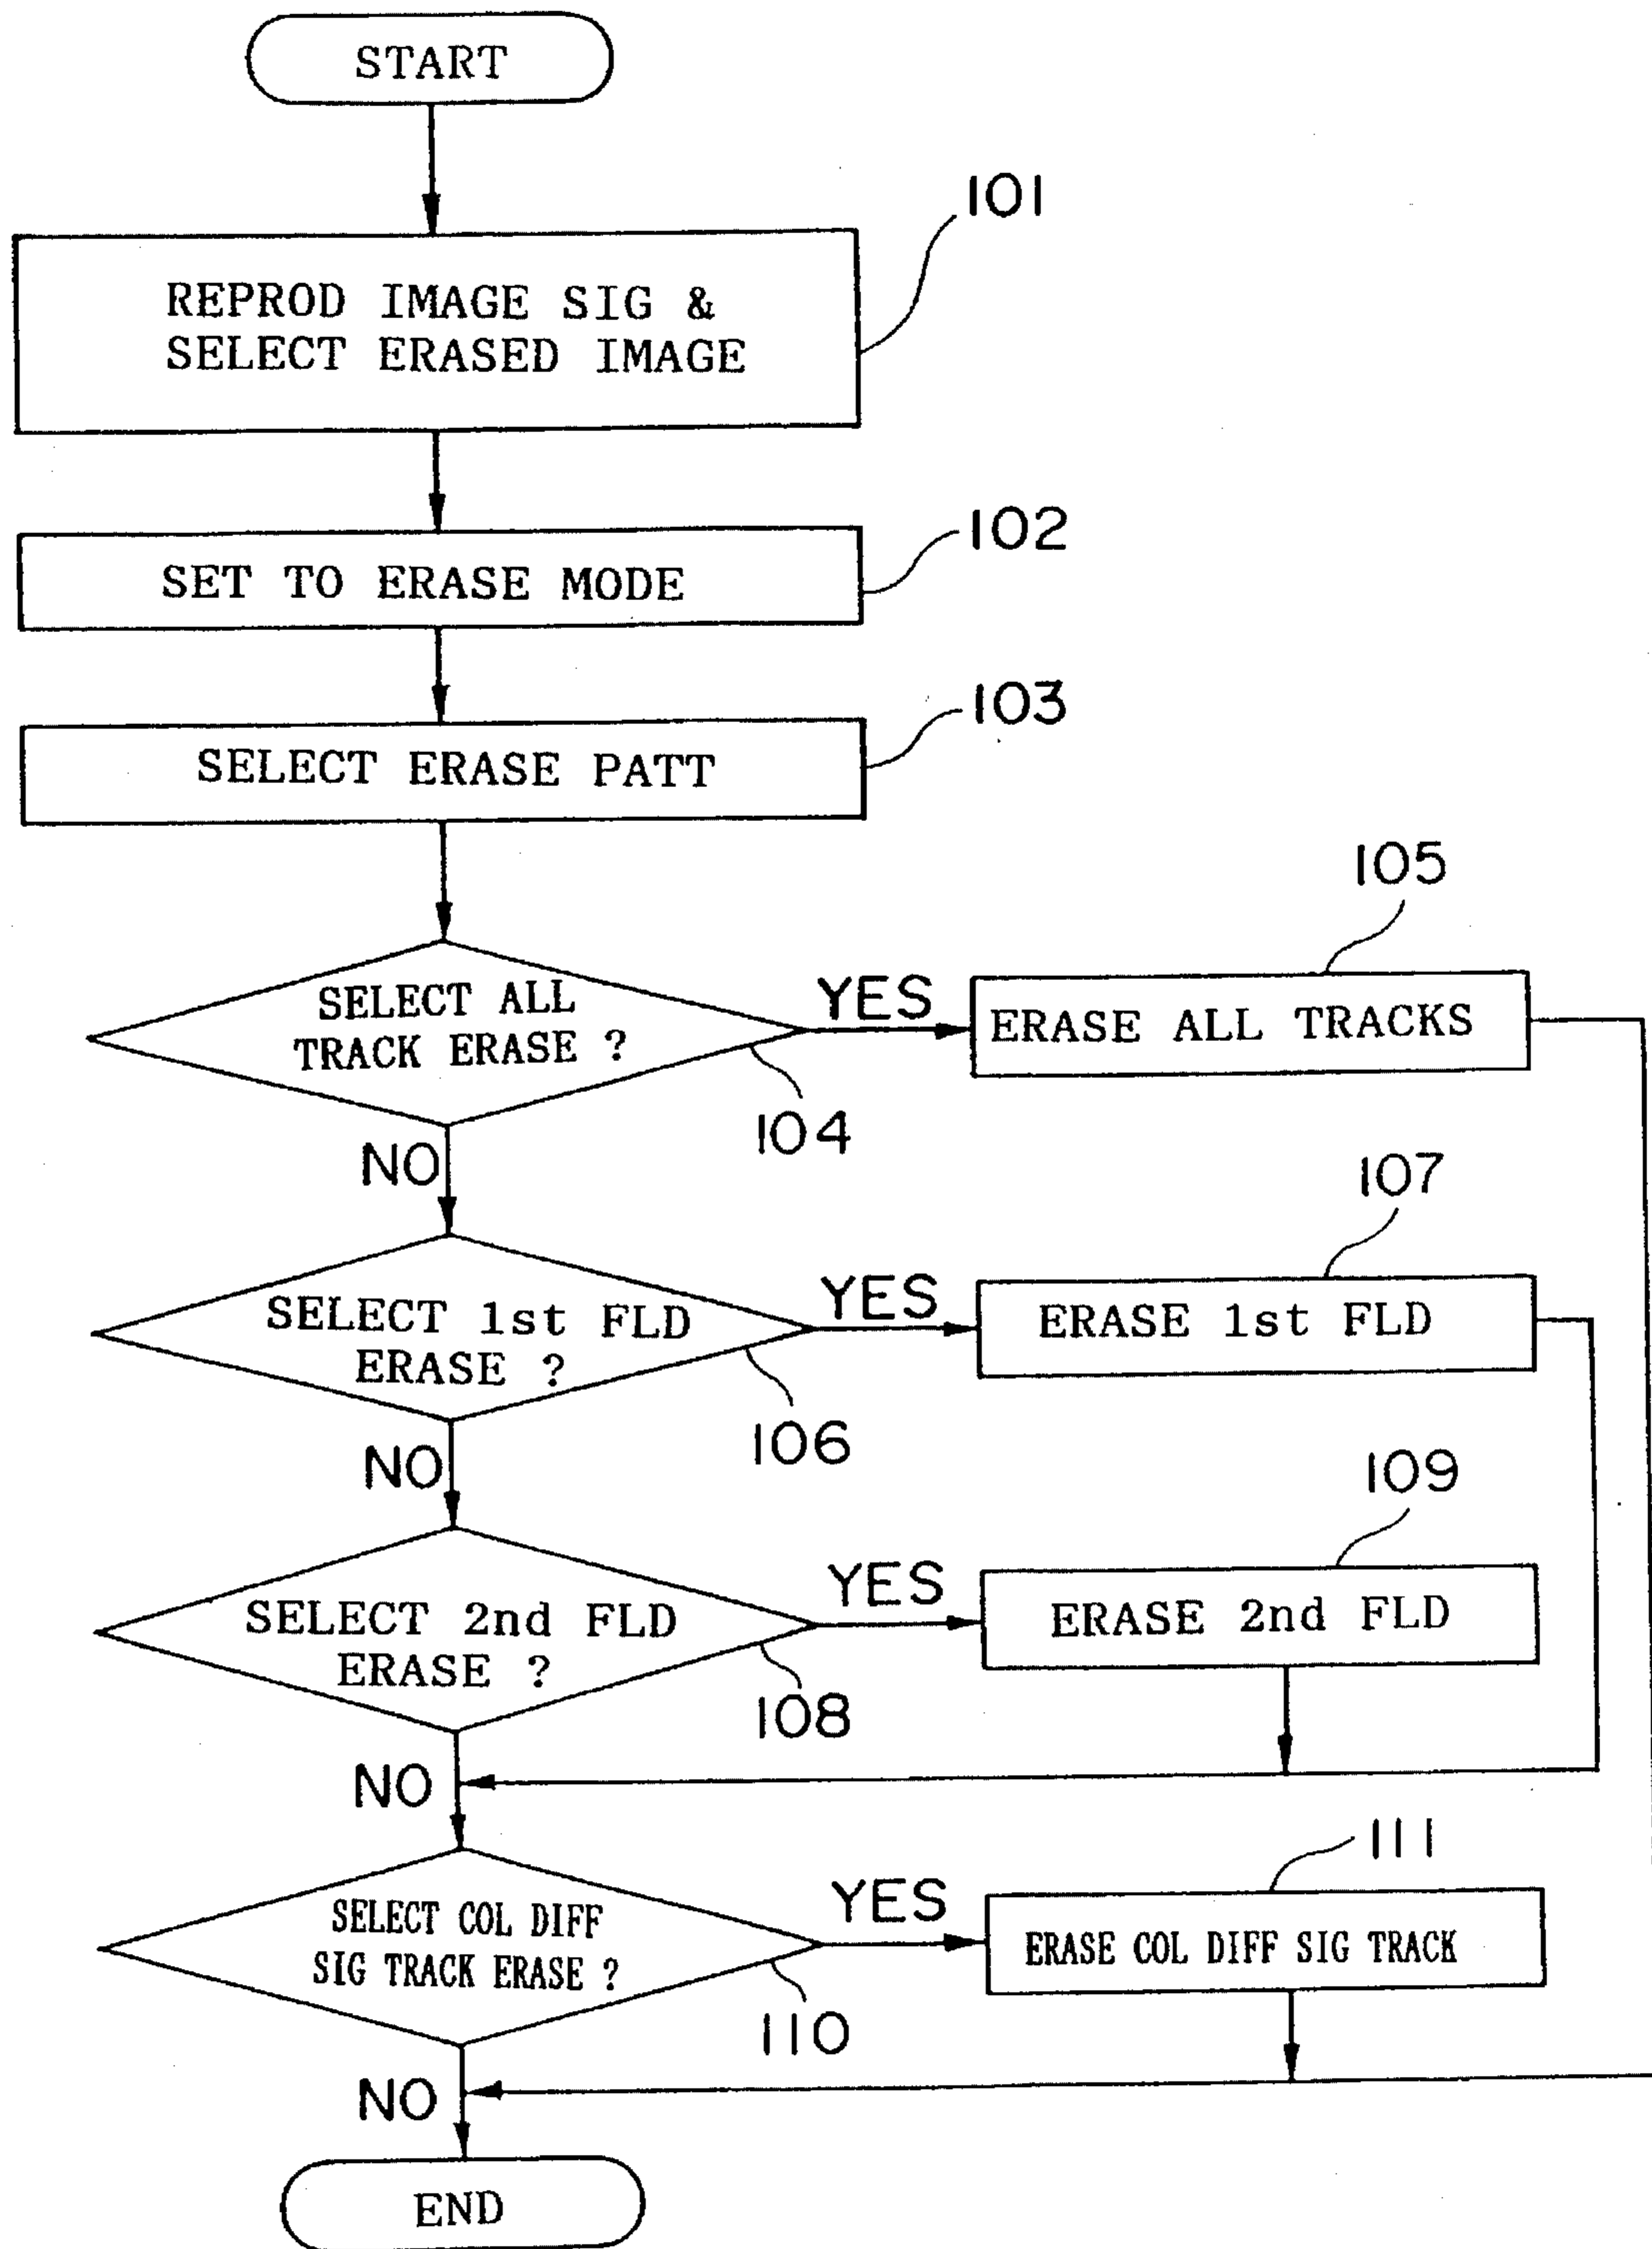 START
101
REPROD IMAGE SIG &
SELECT ERASED IMAGE
102
SET TO ERASE MODE
103
SELECT ERASE PATT
105
SELECT ALL
TRACK ERASE ?
YES
ERASE ALL TRACKS
104
NO
107
SELECT 1st FLD
ERASE ?
YES
ERASE 1st FLD
106
NO
109
SELECT 2nd FLD
ERASE ?
YES
ERASE 2nd FLD
108
NO
111
SELECT COL DIFF
SIG TRACK ERASE ?
YES
ERASE COL DIFF SIG TRACK
110
NO
END